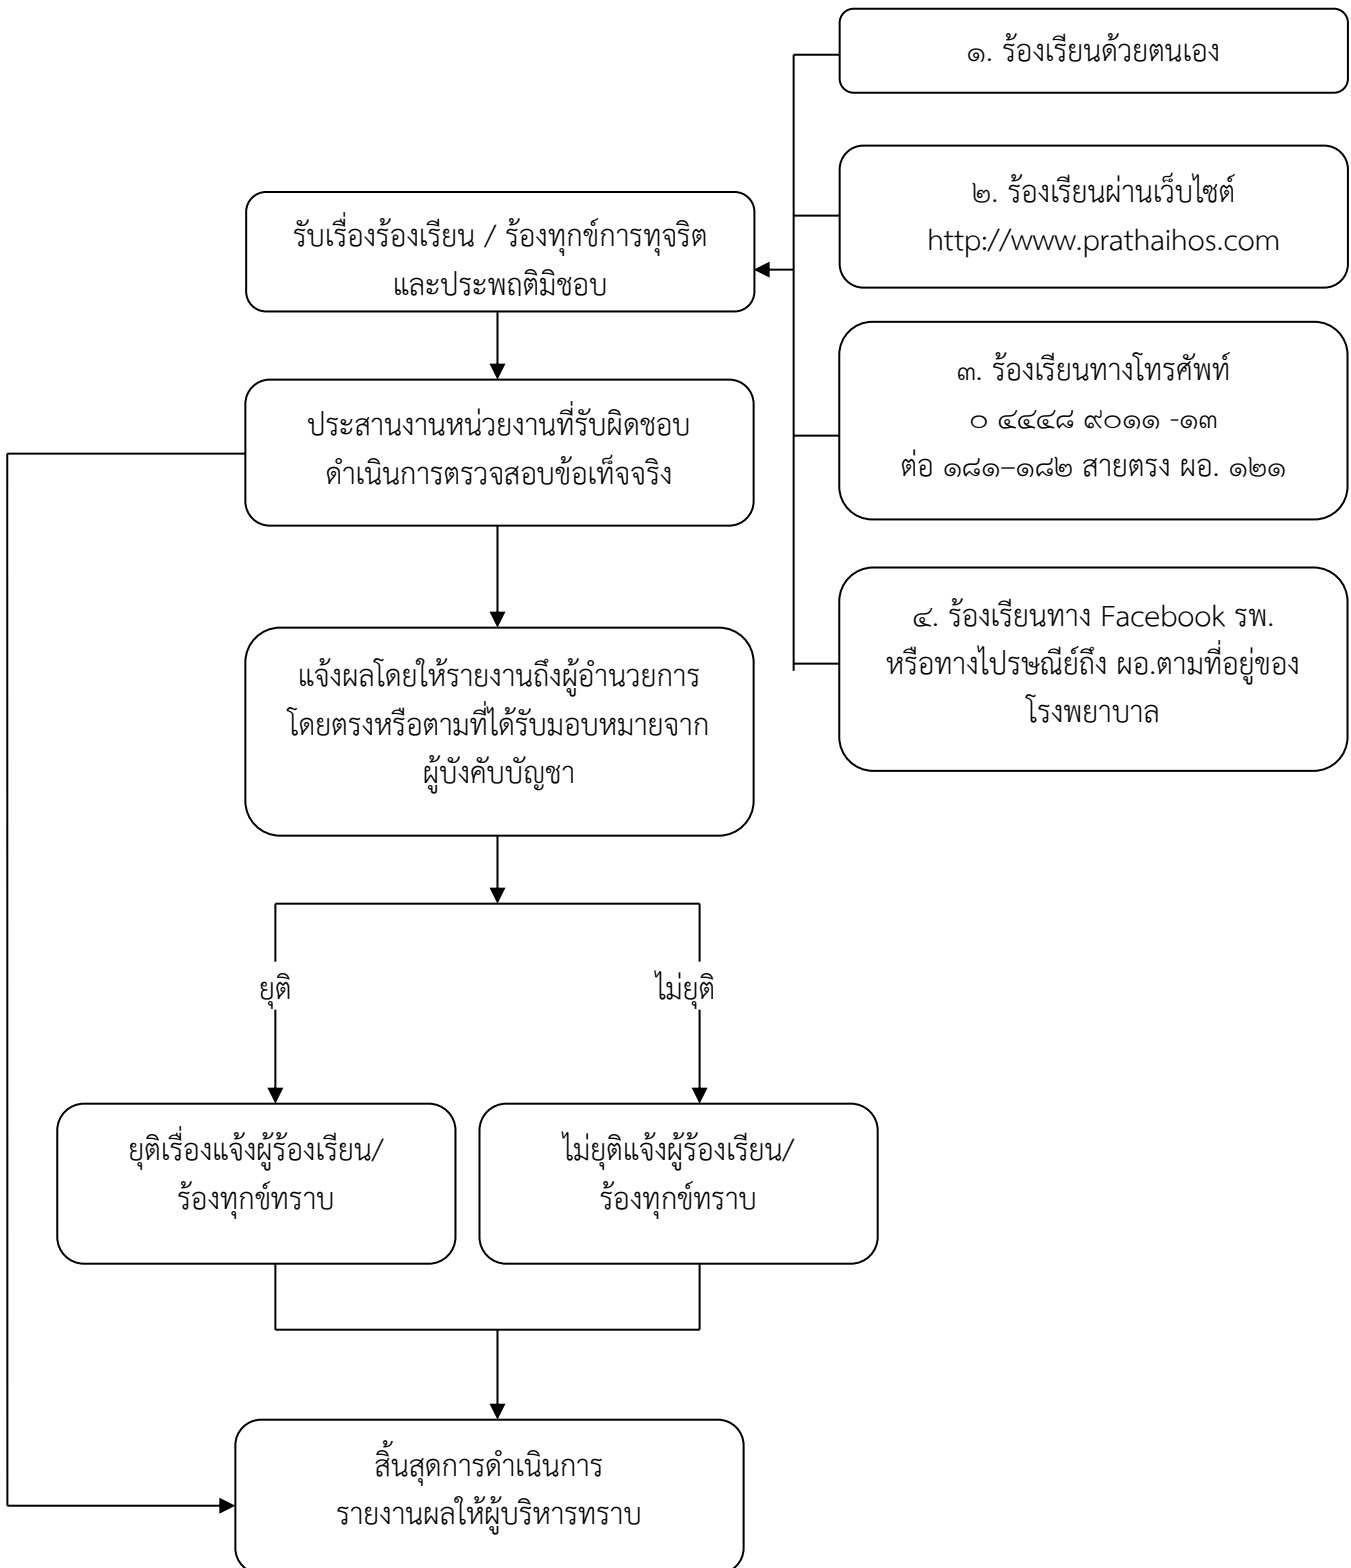 ๑. ร้องเรียนด้วยตนเอง
๒. ร้องเรียนผ่านเว็บไซต์
http://www.prathaihos.com
รับเรื่องร้องเรียน / ร้องทุกข์การทุจริต
และประพฤติมิชอบ
๓. ร้องเรียนทางโทรศัพท์
๐ ๔๔๔๘ ๙๐๑๑ -๑๓
ต่อ ๑๘๑–๑๘๒ สายตรง ผอ. ๑๒๑
ประสานงานหน่วยงานที่รับผิดชอบ
ดำเนินการตรวจสอบข้อเท็จจริง
๔. ร้องเรียนทาง Facebook รพ.
หรือทางไปรษณีย์ถึง ผอ.ตามที่อยู่ของ
โรงพยาบาล
แจ้งผลโดยให้รายงานถึงผู้อำนวยการ
โดยตรงหรือตามที่ได้รับมอบหมายจาก
ผู้บังคับบัญชา
ยุติ
ไม่ยุติ
ยุติเรื่องแจ้งผู้ร้องเรียน/
ร้องทุกข์ทราบ
ไม่ยุติแจ้งผู้ร้องเรียน/
ร้องทุกข์ทราบ
สิ้นสุดการดำเนินการ
รายงานผลให้ผู้บริหารทราบ